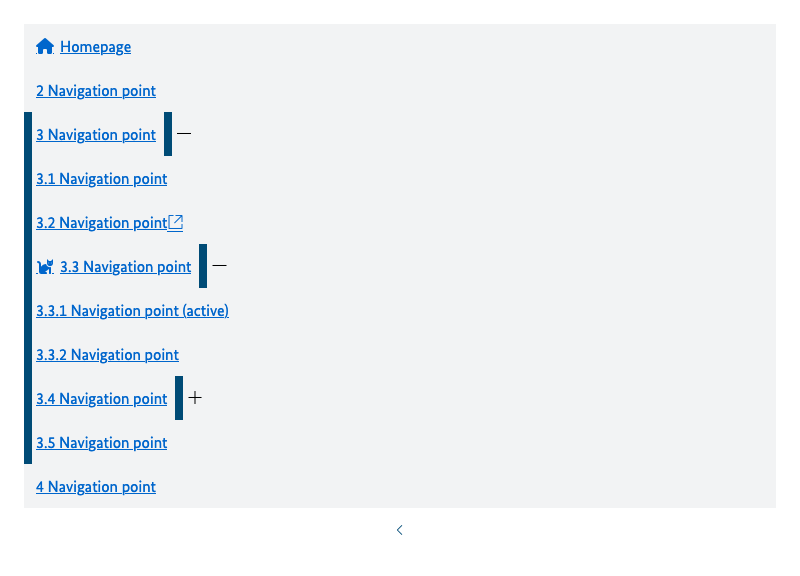 Homepage
2 Navigation point
3 Navigation point
3.1 Navigation point
3.2 Navigation point
3.3 Navigation point
3.3.1 Navigation point (active)
3.3.2 Navigation point
3.4 Navigation point
3.5 Navigation point
4 Navigation point